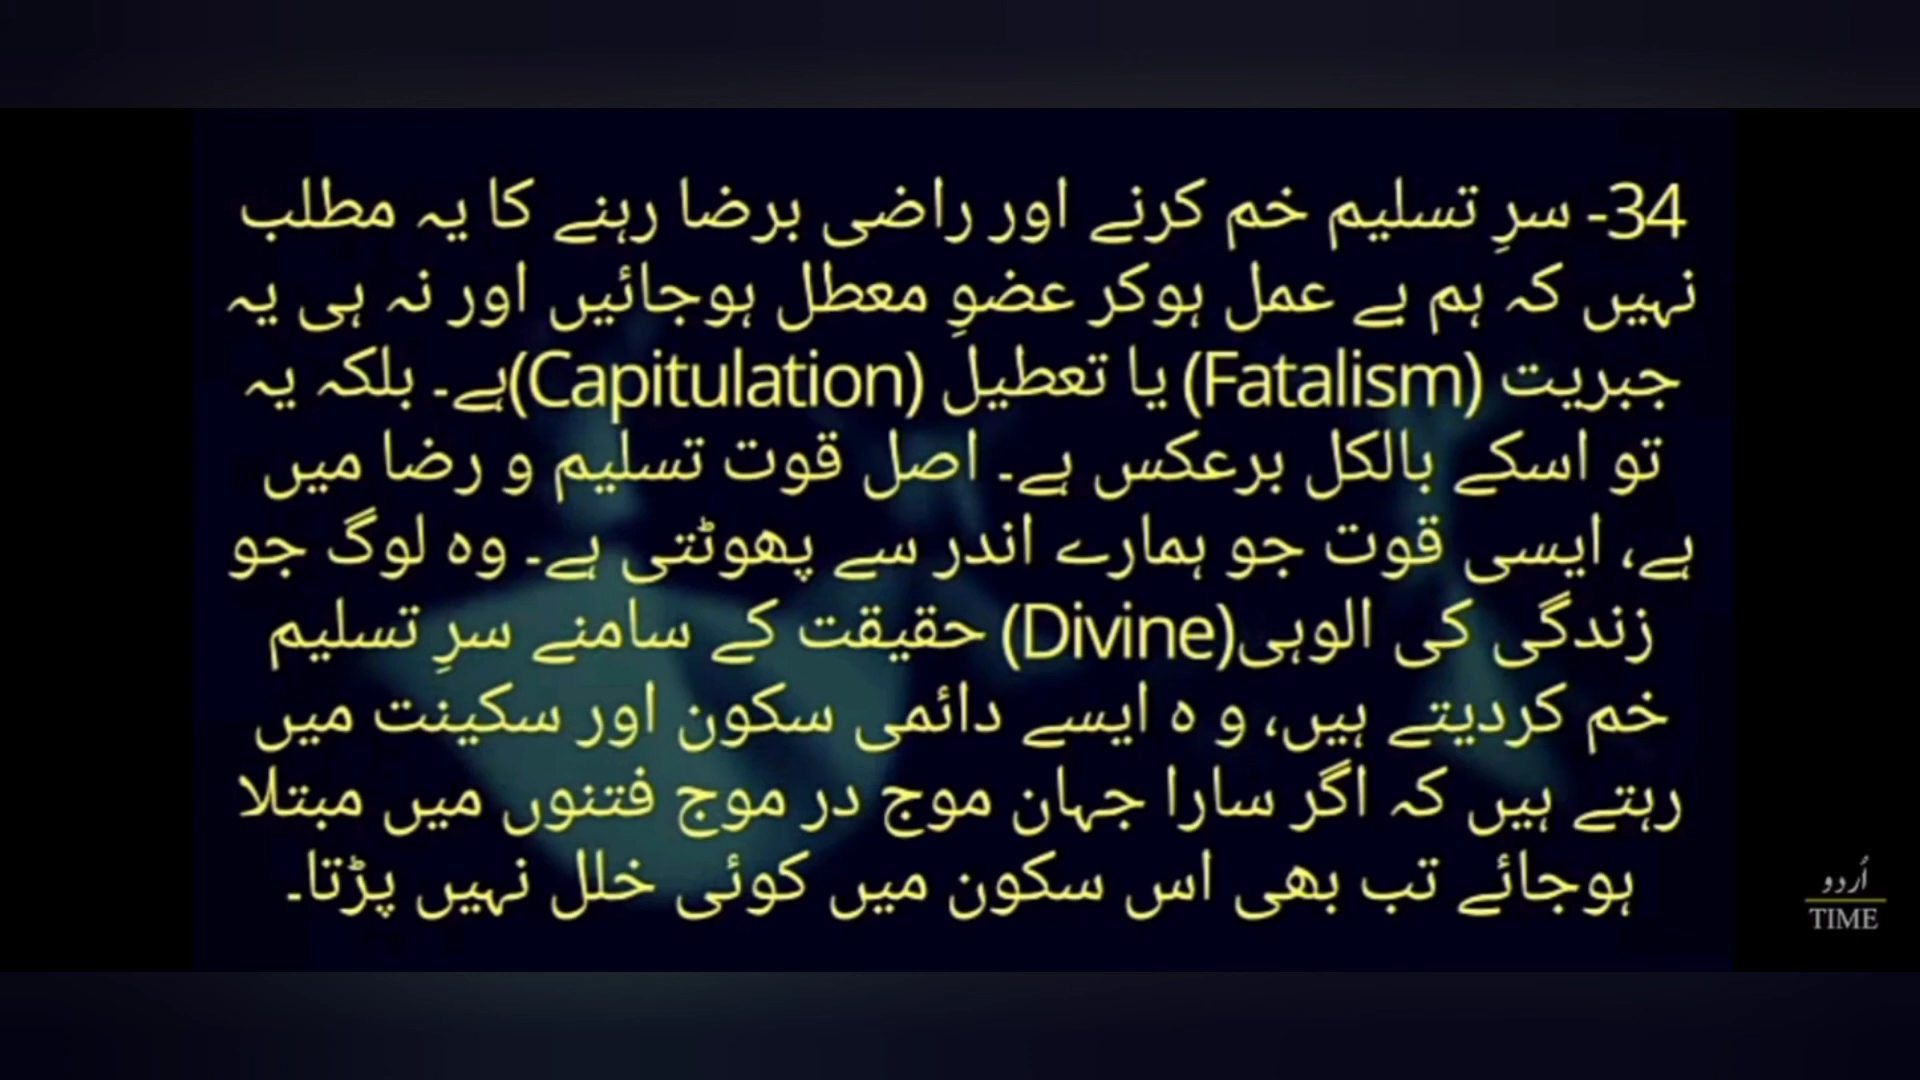 34- سرِ تسلیم خم کرنے اور راضی برضا رہنے کا یہ مطلب
نہیں کہ ہم بے عمل ہوکر عضوِ معطل ہوجائیں اور نہ ہی یہ
جبریت (Fatalism) یا تعطیل (Capitulation)ہے۔ بلکہ یہ
تو اسکے بالکل برعکس ہے۔ اصل قوت تسلیم و رضا میں
ہے، ایسی قوت جو ہمارے اندر سے پھوٹتی ہے۔ وہ لوگ جو
زندگی کی الوہی(Divine) حقیقت کے سامنے سرِ تسلیم
خم کردیتے ہیں، و ہ ایسے دائمی سکون اور سکینت میں
رہتے ہیں کہ اگر سارا جہان موج در موج فتنوں میں مبتلا
ہوجائے تب بھی اس سکون میں کوئی خلل نہیں پڑتا۔
اُردو
TIME